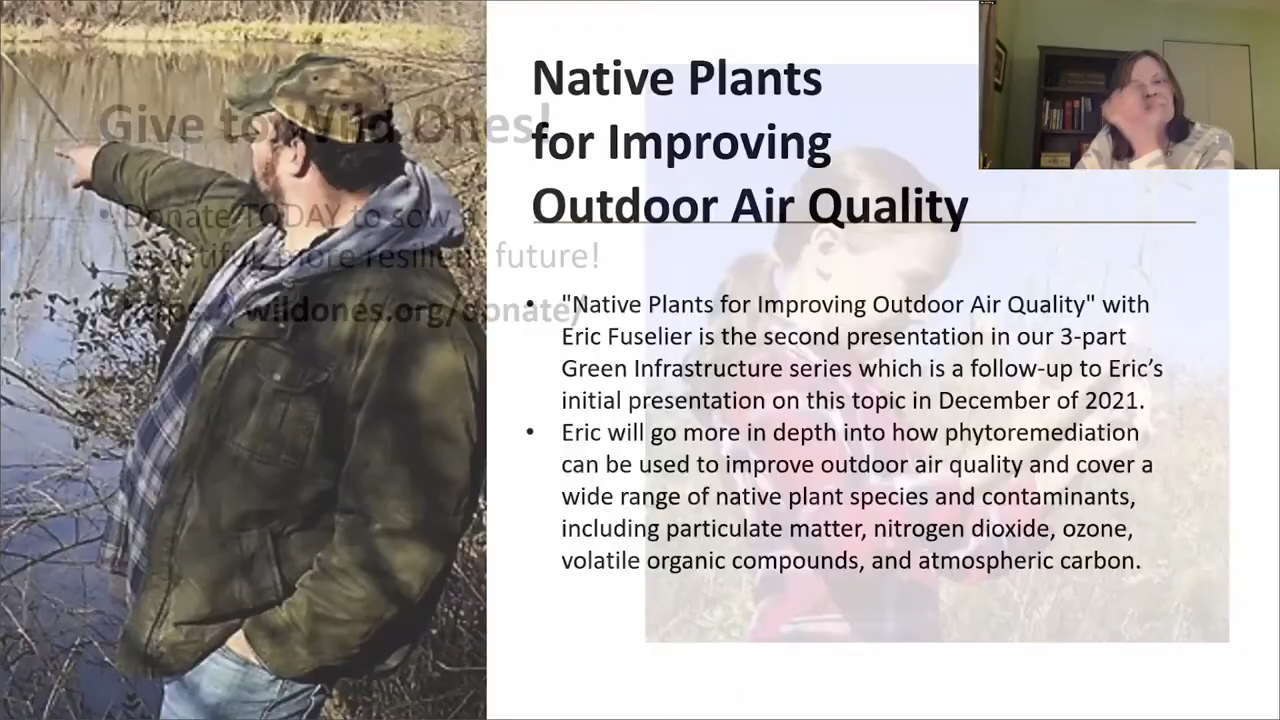 Native Plants
for Improving
Outdoor Air Quality
• "Native Plants for Improving Outdoor Air Quality" with
Eric Fuselier is the second presentation in our 3-part
Green Infrastructure series which is a follow-up to Eric’s
initial presentation on this topic in December of 2021.
• Eric will go more in depth into how phytoremediation
can be used to improve outdoor air quality and cover a
wide range of native plant species and contaminants,
including particulate matter, nitrogen dioxide, ozone,
volatile organic compounds, and atmospheric carbon.
Give to Wild Ones!
• Donate TODAY to sow a
beautiful, more resilient future!
https://wildones.org/donate/